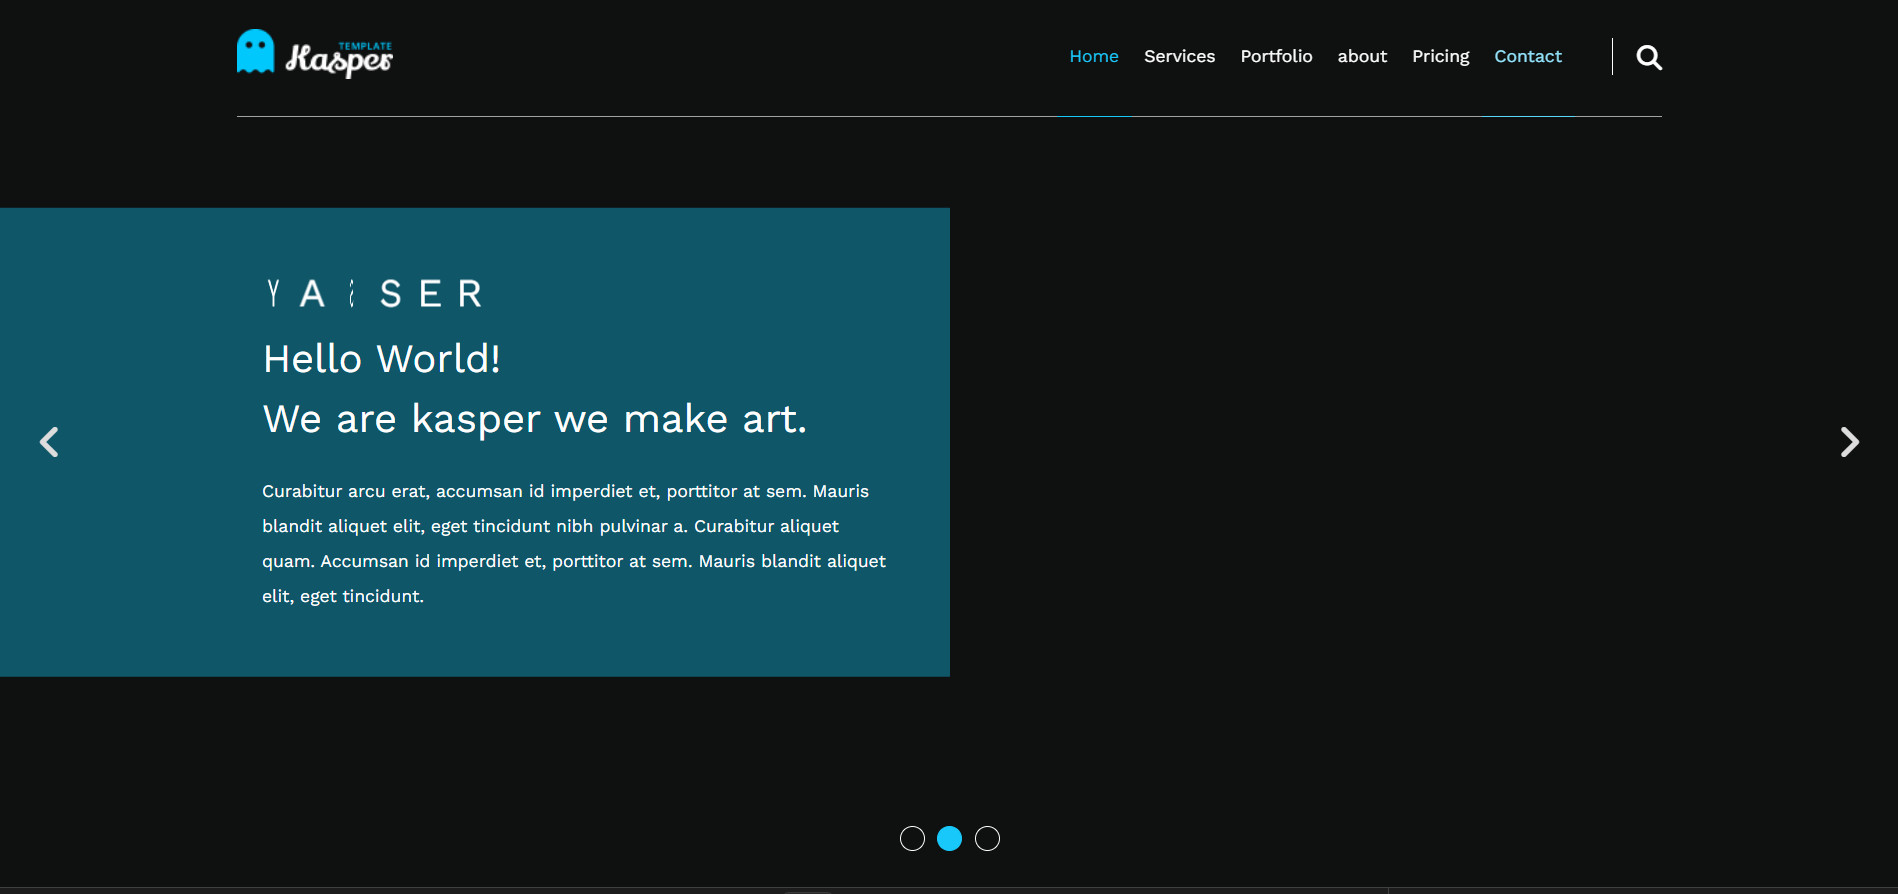 TEMPLATE
Kasper
Home Services Portfolio about Pricing Contact
YASSER
Hello World!
We are kasper we make art.
Curabitur arcu erat, accumsan id imperdiet et, porttitor at sem. Mauris
blandit aliquet elit, eget tincidunt nibh pulvinar a. Curabitur aliquet
quam. Accumsan id imperdiet et, porttitor at sem. Mauris blandit aliquet
elit, eget tincidunt.